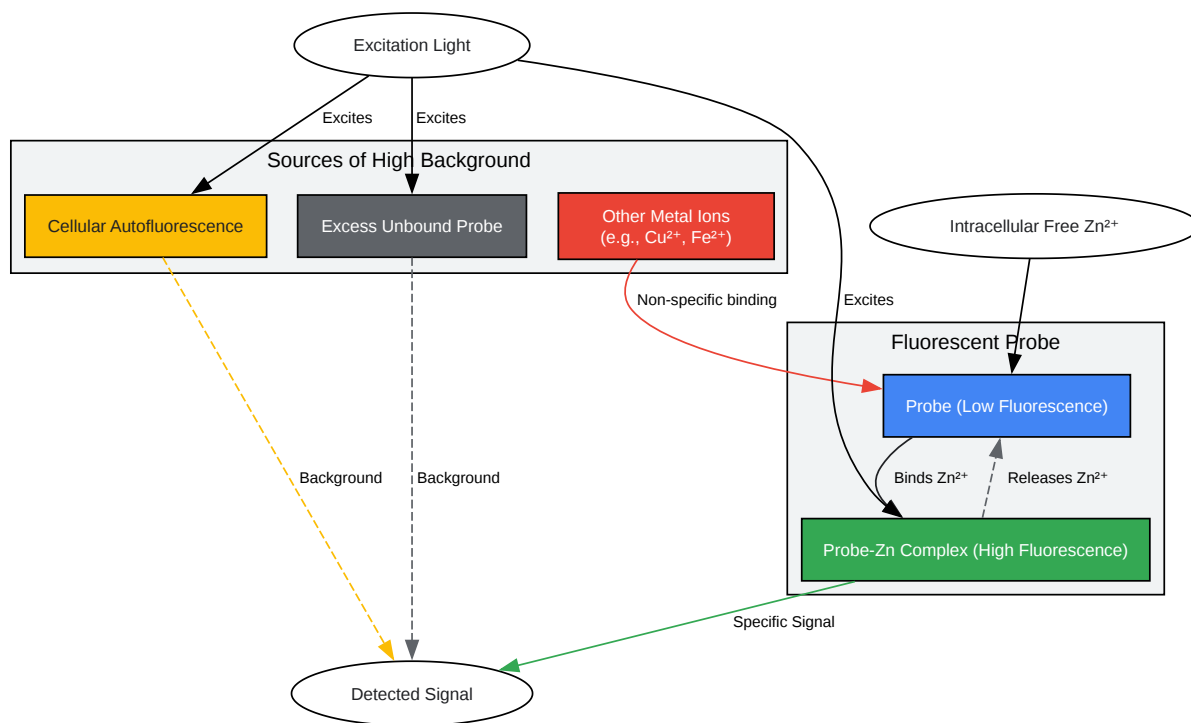 Excitation Light
Excites
Excites
Sources of High Background
Cellular Autofluorescence
Excess Unbound Probe
Other Metal Ions
(e.g., Cu²⁺, Fe²⁺)
Intracellular Free Zn²⁺
Non-specific binding
Excites
Fluorescent Probe
Probe (Low Fluorescence)
Background
Background
Binds Zn²⁺
Releases Zn²⁺
Probe-Zn Complex (High Fluorescence)
Specific Signal
Detected Signal